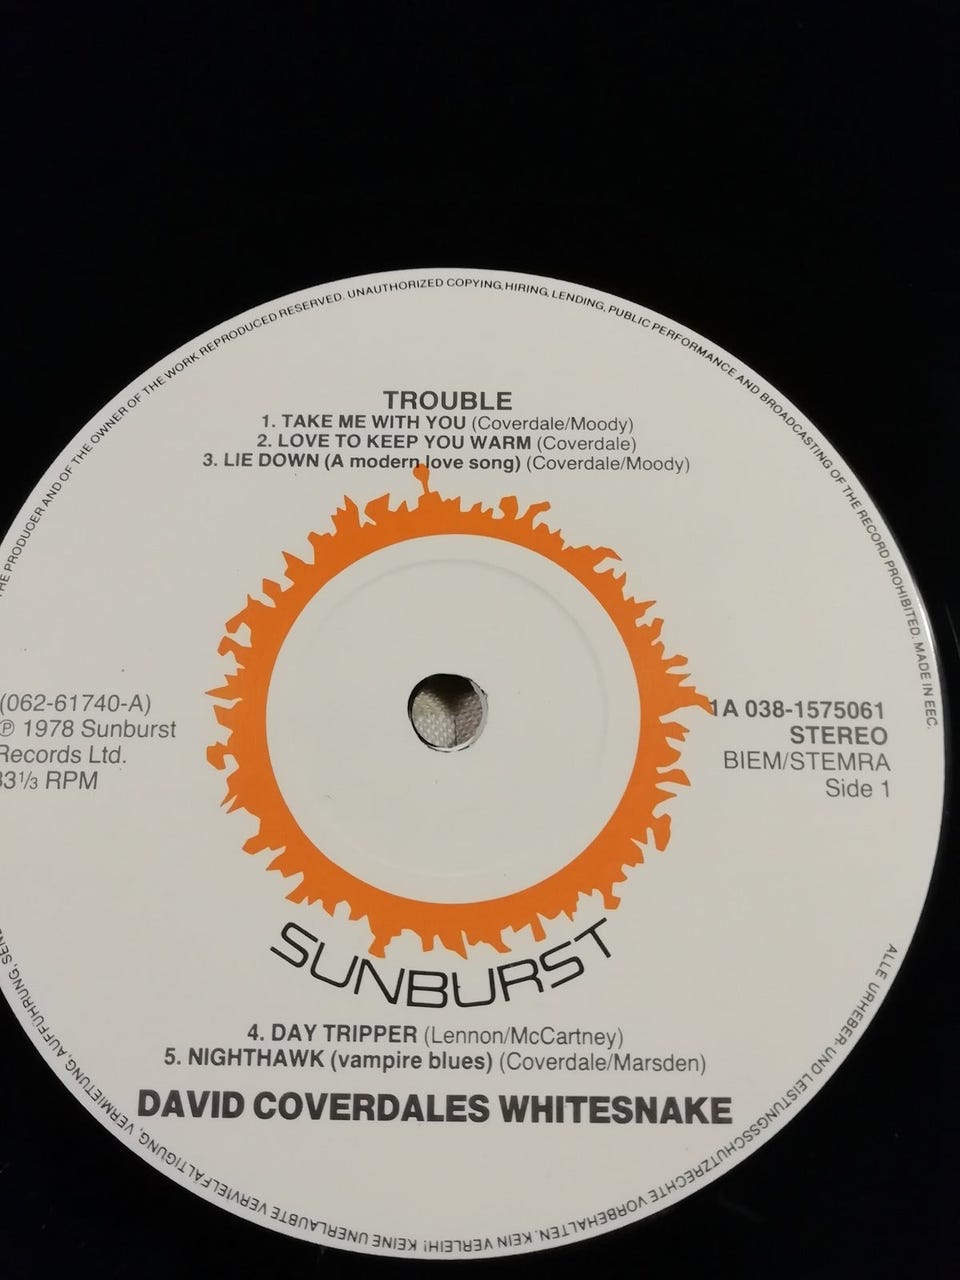 THE PRODUCER AND OF THE OWNER OF THE WORK REPRODUCED RESERVED. UNAUTHORIZED COPYING, HIRING, LENDING, PUBLIC PERFORMANCE AND BROADCASTING OF THE RECORD PROHIBITED. MADE IN EEC.
TROUBLE
1. TAKE ME WITH YOU (Coverdale/Moody)
2. LOVE TO KEEP YOU WARM (Coverdale)
3. LIE DOWN (A modern love song) (Coverdale/Moody)
(062-61740-A)
℗ 1978 Sunburst
Records Ltd.
33⅓ RPM
1A 038-1575061
STEREO
BIEM/STEMRA
Side 1
SUNBURST
4. DAY TRIPPER (Lennon/McCartney)
5. NIGHTHAWK (vampire blues) (Coverdale/Marsden)
DAVID COVERDALES WHITESNAKE
ALLE URHEBER- UND LEISTUNGSSCHUTZRECHTE VORBEHALTEN. KEIN VERLEIH! KEINE UNERLAUBTE VERVIELFÄLTIGUNG, VERMIETUNG, AUFFÜHRUNG,